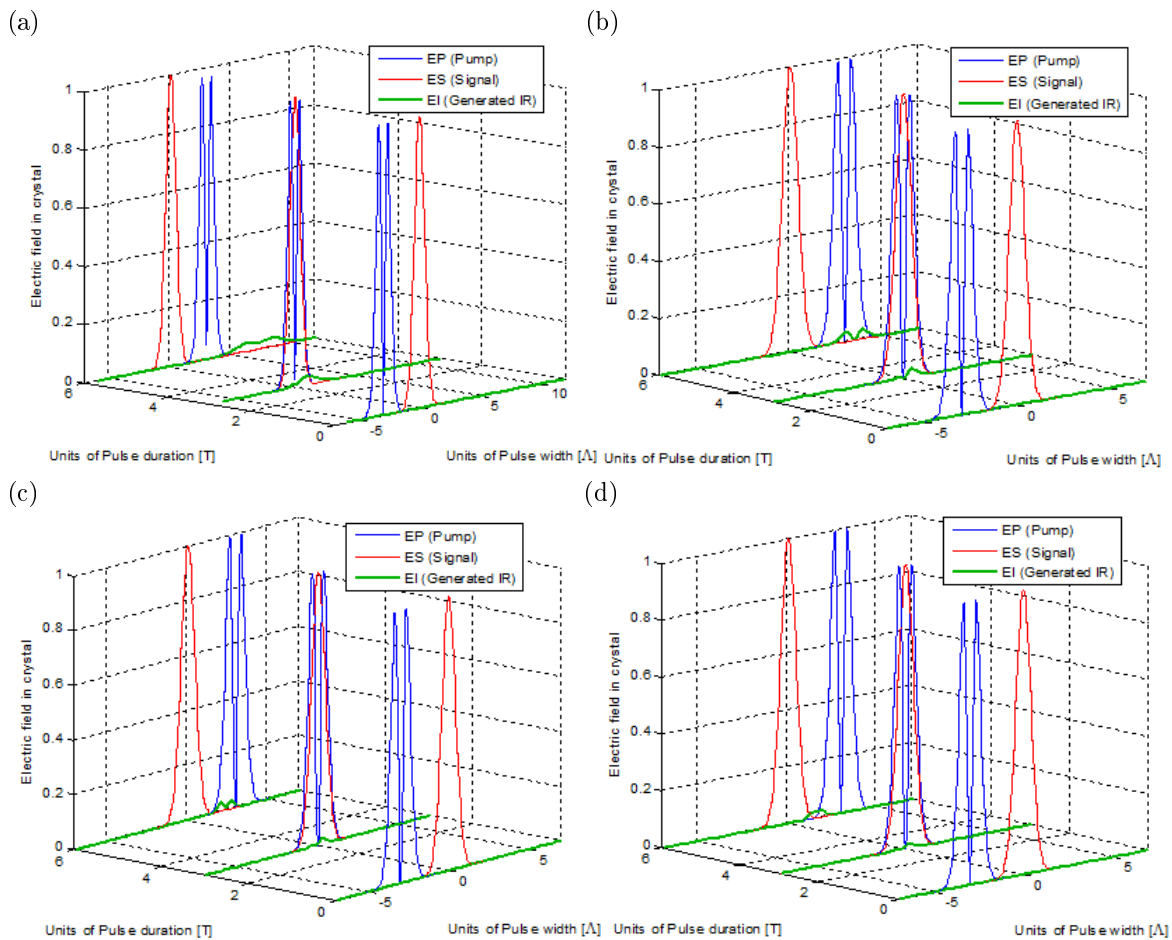 (a)
EP (Pump)
ES (Signal)
EI (Generated IR)
Electric field in crystal
1
0.8
0.6
0.4
0.2
0
6
4
2
0
-5
0
5
10
Units of Pulse duration [T]
Units of Pulse width [Λ]
(b)
EP (Pump)
ES (Signal)
EI (Generated IR)
Electric field in crystal
1
0.8
0.6
0.4
0.2
0
6
4
2
0
-5
0
5
Units of Pulse duration [T]
Units of Pulse width [Λ]
(c)
EP (Pump)
ES (Signal)
EI (Generated IR)
Electric field in crystal
1
0.8
0.6
0.4
0.2
0
6
4
2
0
-5
0
5
Units of Pulse duration [T]
Units of Pulse width [Λ]
(d)
EP (Pump)
ES (Signal)
EI (Generated IR)
Electric field in crystal
1
0.8
0.6
0.4
0.2
0
6
4
2
0
-5
0
5
Units of Pulse duration [T]
Units of Pulse width [Λ]